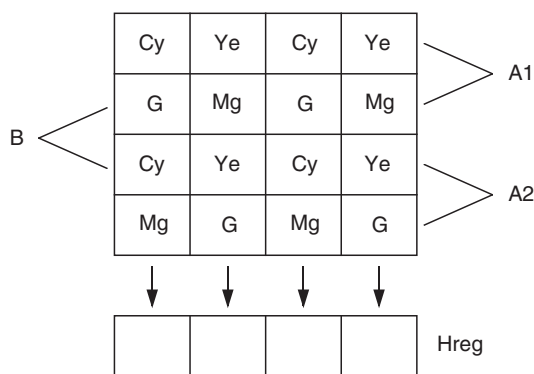 Cy Ye Cy Ye
A1
G Mg G Mg
B
Cy Ye Cy Ye
A2
Mg G Mg G
Hreg